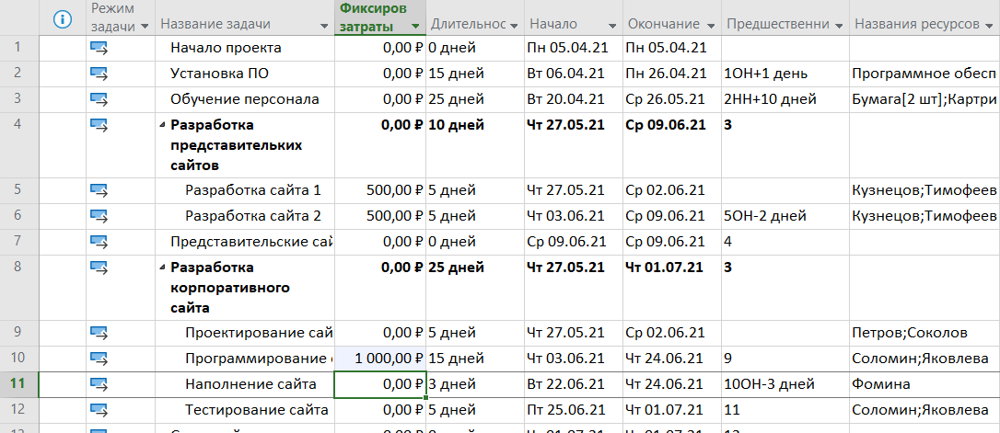 Режим задачи Название задачи Фиксиров затраты Длительнос Начало Окончание Предшественни Названия ресурсов
1 Начало проекта 0,00 ₽ 0 дней Пн 05.04.21 Пн 05.04.21
2 Установка ПО 0,00 ₽ 15 дней Вт 06.04.21 Пн 26.04.21 1ОН+1 день Программное обесп
3 Обучение персонала 0,00 ₽ 25 дней Вт 20.04.21 Ср 26.05.21 2НН+10 дней Бумага[2 шт];Картри
4 Разработка 0,00 ₽ 10 дней Чт 27.05.21 Ср 09.06.21 3
представительких
сайтов
5 Разработка сайта 1 500,00 ₽ 5 дней Чт 27.05.21 Ср 02.06.21 Кузнецов;Тимофеев
6 Разработка сайта 2 500,00 ₽ 5 дней Чт 03.06.21 Ср 09.06.21 5ОН-2 дней Кузнецов;Тимофеев
7 Представительские сай 0,00 ₽ 0 дней Ср 09.06.21 Ср 09.06.21 4
8 Разработка 0,00 ₽ 25 дней Чт 27.05.21 Чт 01.07.21 3
корпоративного
сайта
9 Проектирование сай 0,00 ₽ 5 дней Чт 27.05.21 Ср 02.06.21 Петров;Соколов
10 Программирование 1 000,00 ₽ 15 дней Чт 03.06.21 Чт 24.06.21 9 Соломин;Яковлева
11 Наполнение сайта 0,00 ₽ 3 дней Вт 22.06.21 Чт 24.06.21 10ОН-3 дней Фомина
12 Тестирование сайта 0,00 ₽ 5 дней Пт 25.06.21 Чт 01.07.21 11 Соломин;Яковлева